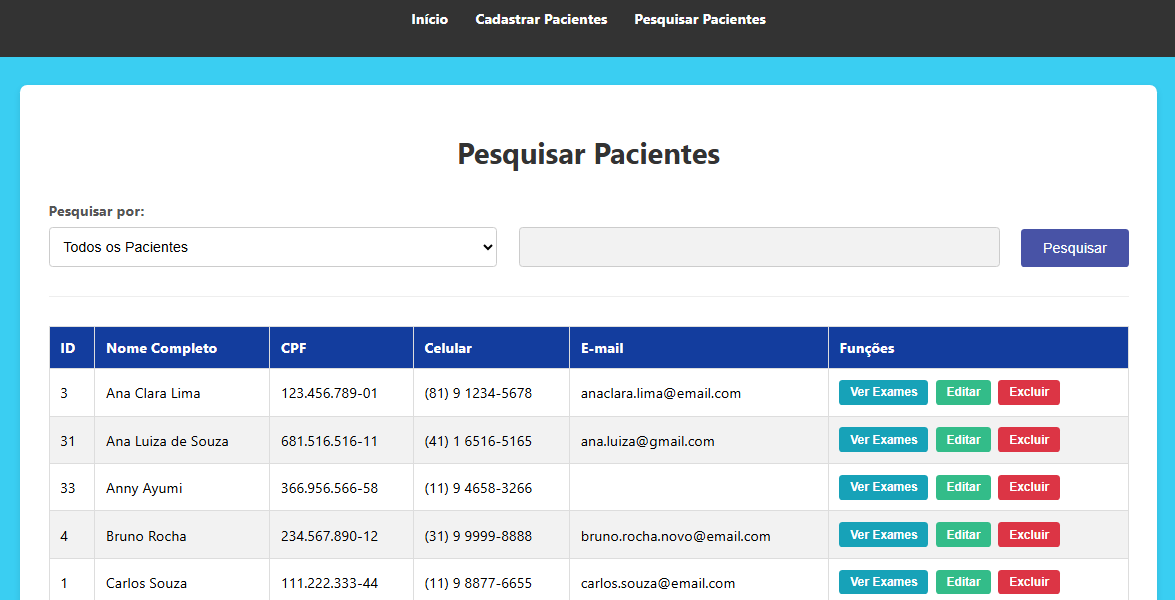 Início Cadastrar Pacientes Pesquisar Pacientes
Pesquisar Pacientes
Pesquisar por:
Todos os Pacientes Pesquisar
ID Nome Completo CPF Celular E-mail Funções
3 Ana Clara Lima 123.456.789-01 (81) 9 1234-5678 anaclara.lima@email.com Ver Exames Editar Excluir
31 Ana Luiza de Souza 681.516.516-11 (41) 1 6516-5165 ana.luiza@gmail.com Ver Exames Editar Excluir
33 Anny Ayumi 366.956.566-58 (11) 9 4658-3266 Ver Exames Editar Excluir
4 Bruno Rocha 234.567.890-12 (31) 9 9999-8888 bruno.rocha.novo@email.com Ver Exames Editar Excluir
1 Carlos Souza 111.222.333-44 (11) 9 8877-6655 carlos.souza@email.com Ver Exames Editar Excluir